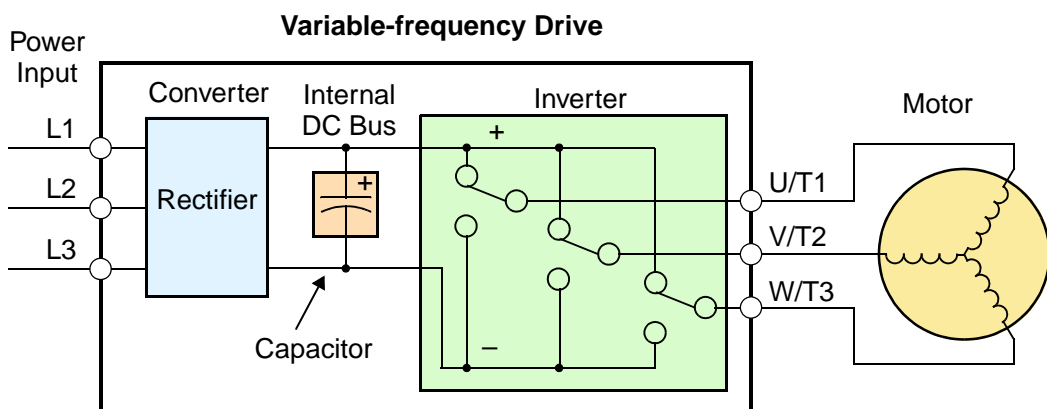 Variable-frequency Drive
Power
Input
Converter
Internal
DC Bus
Inverter
Motor
L1
L2
L3
Rectifier
+
+
–
U/T1
V/T2
W/T3
Capacitor